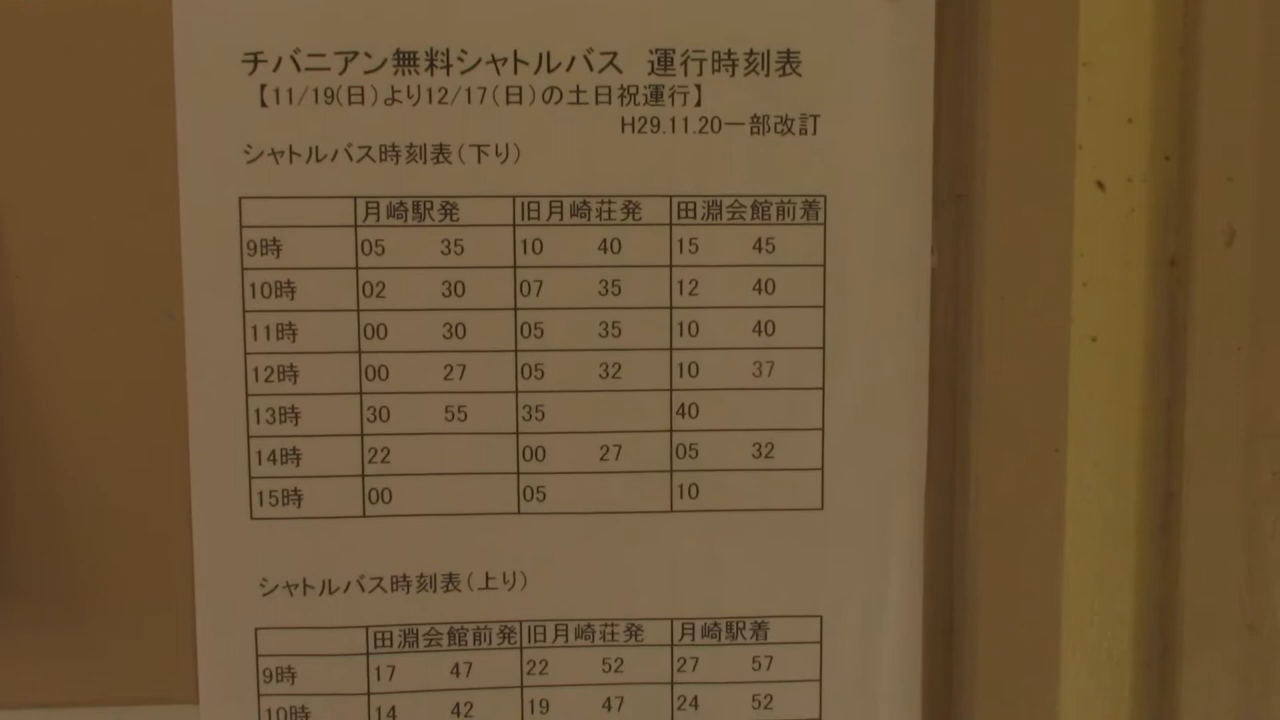 チバニアン無料シャトルバス　運行時刻表
【11/19(日)より12/17(日)の土日祝運行】
H29.11.20一部改訂
シャトルバス時刻表(下り)
月崎駅発 旧月崎荘発 田淵会館前着
9時 05 35 10 40 15 45
10時 02 30 07 35 12 40
11時 00 30 05 35 10 40
12時 00 27 05 32 10 37
13時 30 55 35 40
14時 22 00 27 05 32
15時 00 05 10
シャトルバス時刻表(上り)
田淵会館前発 旧月崎荘発 月崎駅着
9時 17 47 22 52 27 57
10時 14 42 19 47 24 52